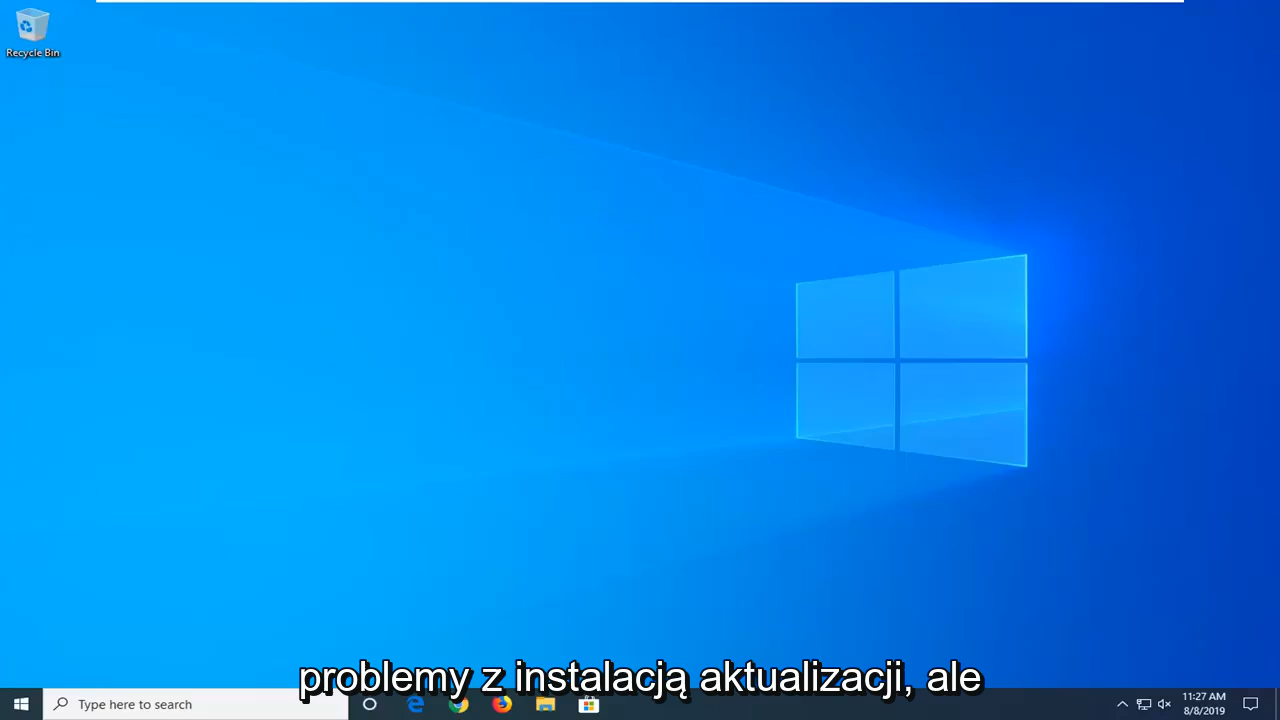 Recycle Bin
problemy z instalacją aktualizacji, ale
Type here to search
11:27 AM
8/8/2019